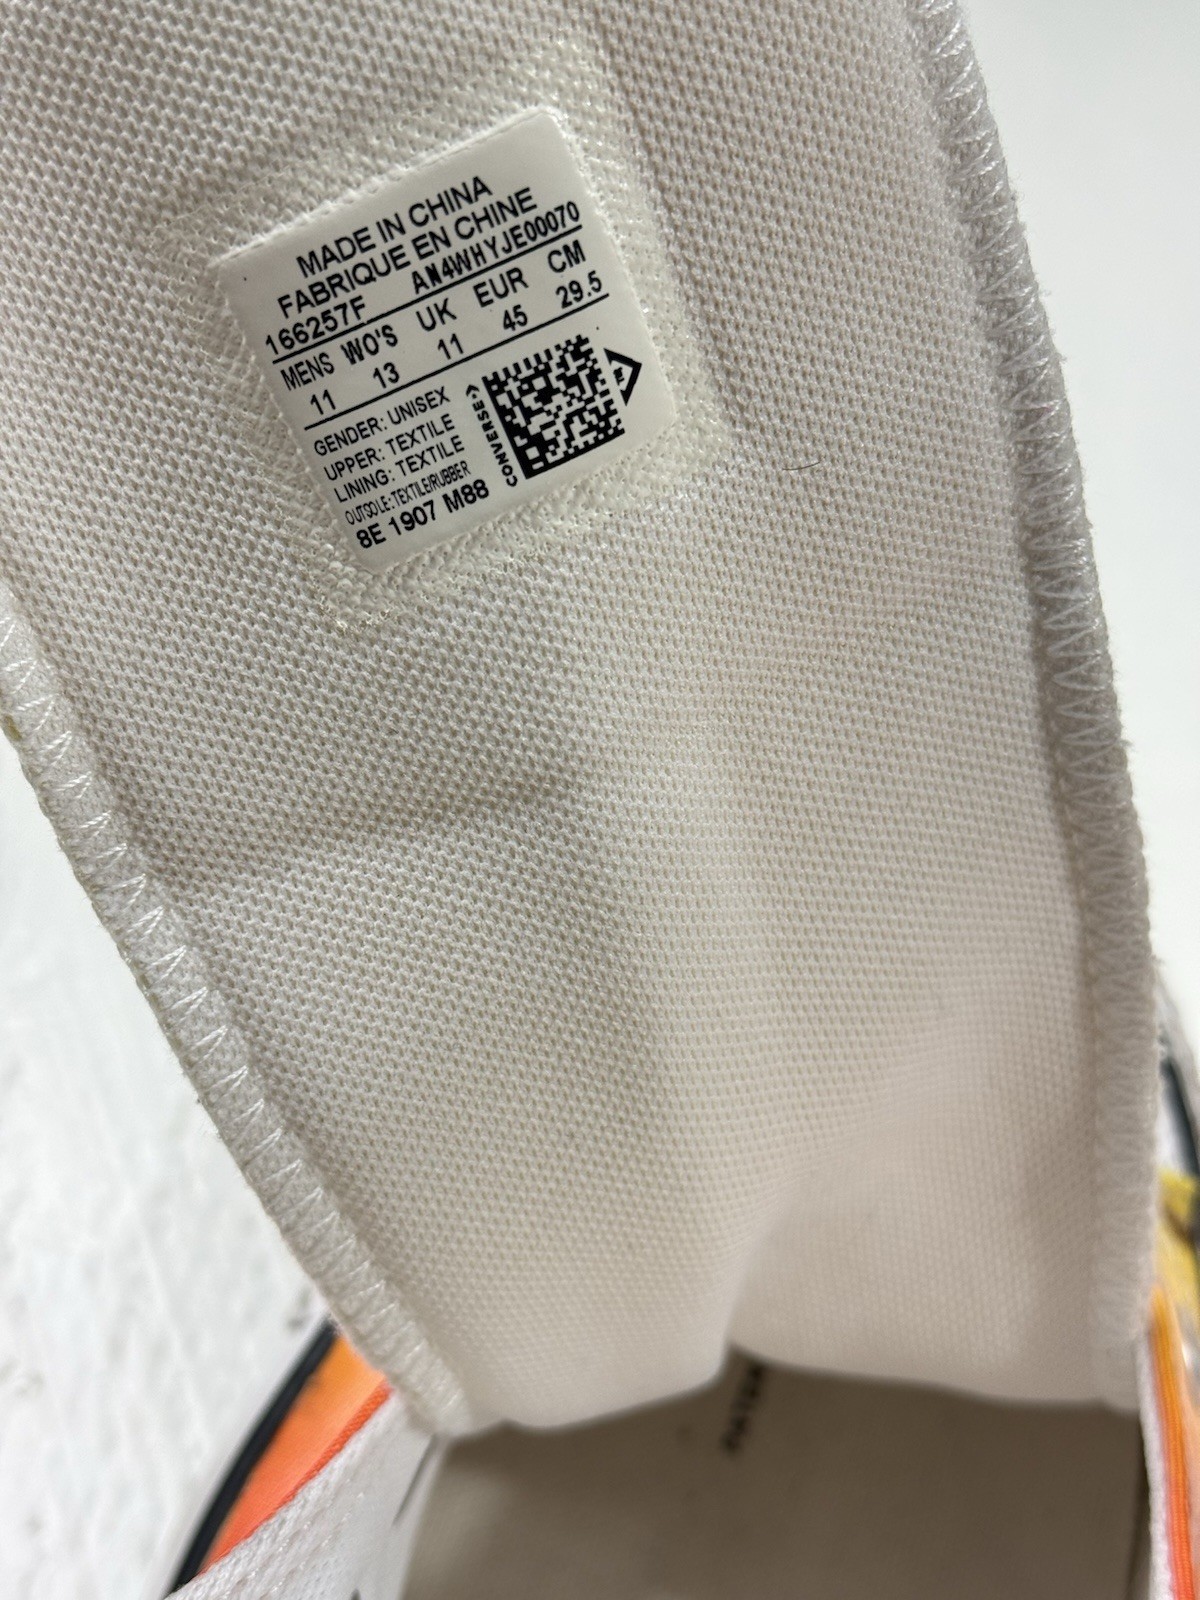 MADE IN CHINA
FABRIQUE EN CHINE
166257F AN4WHYJE00070
MENS WO'S UK EUR CM
11 13 11 45 29.5
GENDER: UNISEX
UPPER: TEXTILE
LINING: TEXTILE
OUTSOLE:TEXTILE/RUBBER
8E 1907 M88
CONVERSE